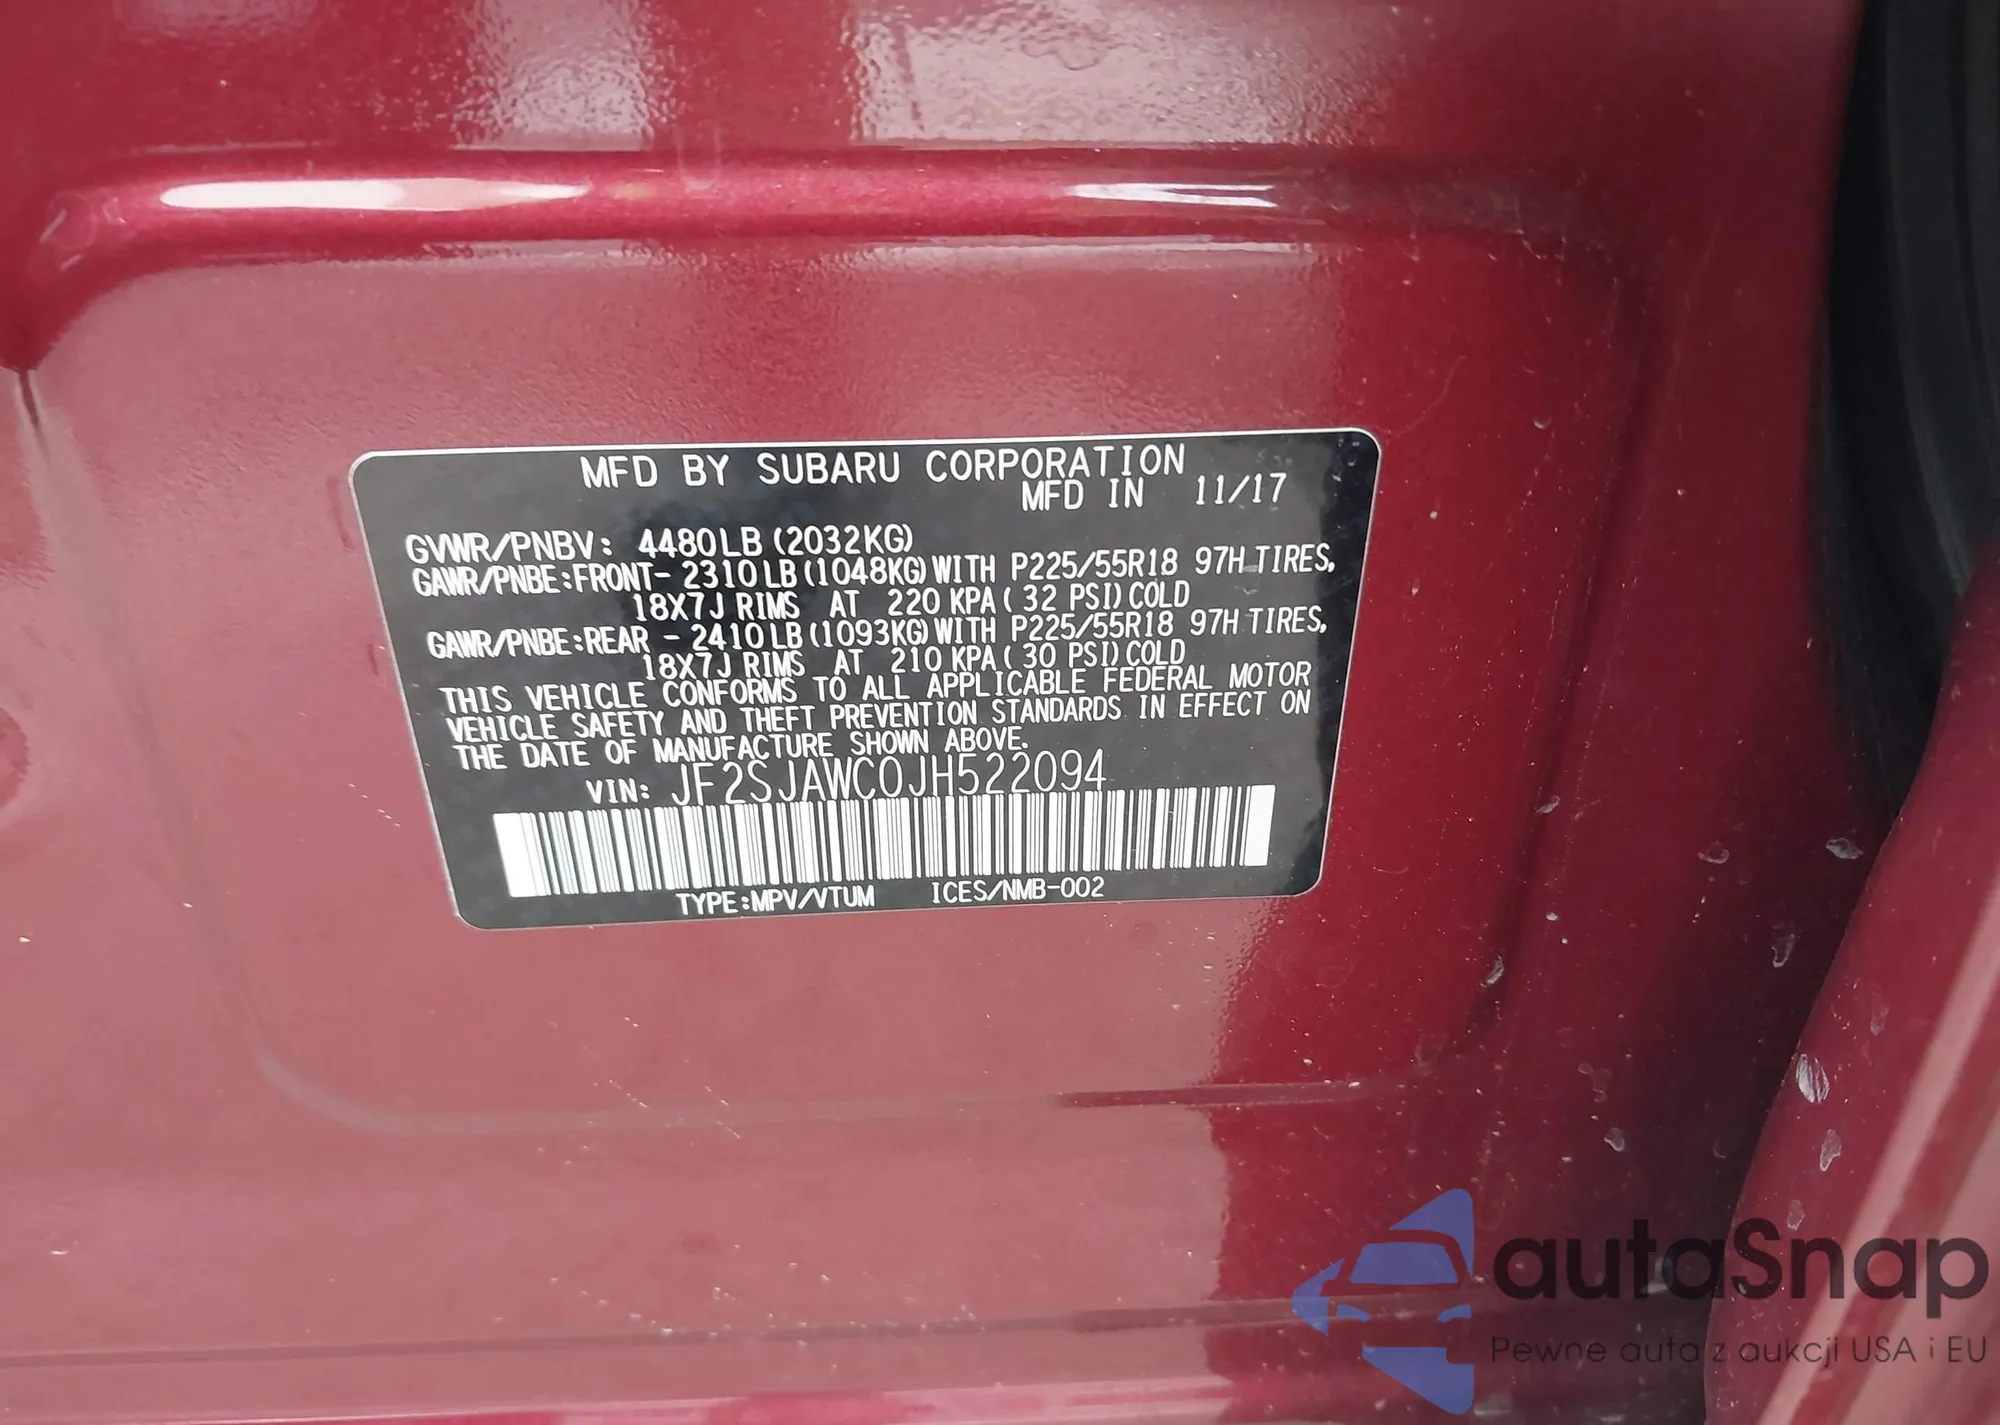 MFD BY SUBARU CORPORATION
MFD IN 11/17
GVWR/PNBV: 4480LB(2032KG)
GAWR/PNBE:FRONT- 2310LB(1048KG)WITH P225/55R18 97H TIRES,
18X7J RIMS AT 220 KPA( 32 PSI)COLD
GAWR/PNBE:REAR - 2410LB(1093KG)WITH P225/55R18 97H TIRES,
18X7J RIMS AT 210 KPA( 30 PSI)COLD
THIS VEHICLE CONFORMS TO ALL APPLICABLE FEDERAL MOTOR
VEHICLE SAFETY AND THEFT PREVENTION STANDARDS IN EFFECT ON
THE DATE OF MANUFACTURE SHOWN ABOVE.
VIN: JF2SJAWC0JH522094
TYPE:MPV/VTUM ICES/NMB-002
autaSnap
Pewne auta z aukcji USA i EU